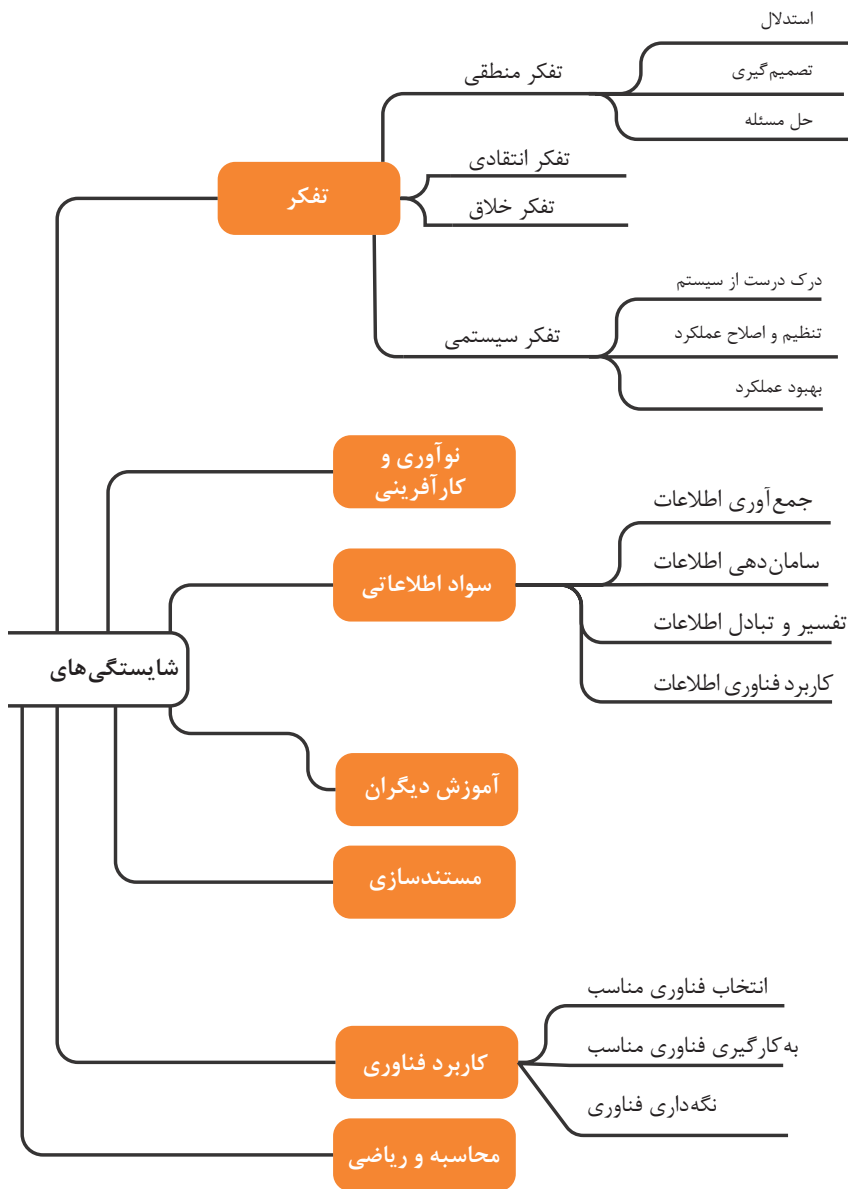 استدلال
تفکر منطقی
تصمیم‌گیری
حل مسئله
تفکر انتقادی
تفکر
تفکر خلاق
درک درست از سیستم
تفکر سیستمی
تنظیم و اصلاح عملکرد
بهبود عملکرد
نوآوری و
کارآفرینی
جمع‌آوری اطلاعات
سامان‌دهی اطلاعات
سواد اطلاعاتی
تفسیر و تبادل اطلاعات
کاربرد فناوری اطلاعات
شایستگی‌های
آموزش دیگران
مستندسازی
انتخاب فناوری مناسب
به‌کارگیری فناوری مناسب
کاربرد فناوری
نگه‌داری فناوری
محاسبه و ریاضی